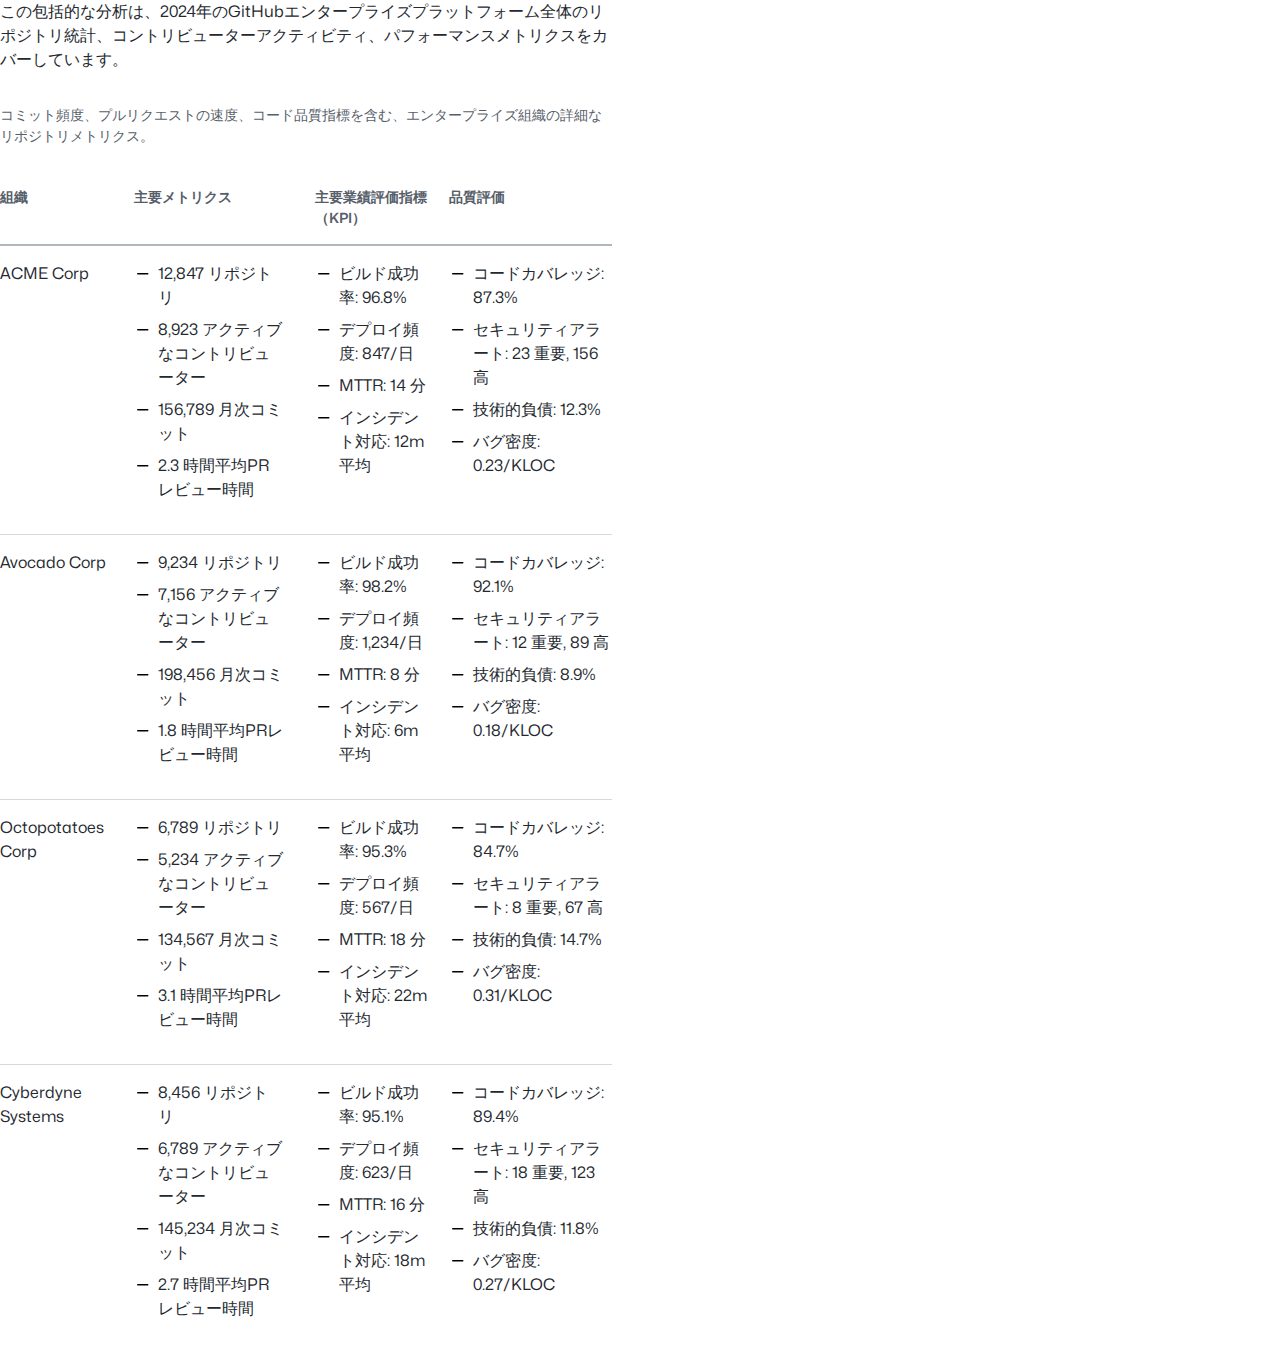 この包括的な分析は、2024年のGitHubエンタープライズプラットフォーム全体のリ
ポジトリ統計、コントリビューターアクティビティ、パフォーマンスメトリクスをカ
バーしています。
コミット頻度、プルリクエストの速度、コード品質指標を含む、エンタープライズ組織の詳細な
リポジトリメトリクス。
組織
主要メトリクス
主要業績評価指標
（KPI）
品質評価
ACME Corp
— 12,847 リポジト
リ
— 8,923 アクティブ
なコントリビュ
ーター
— 156,789 月次コミ
ット
— 2.3 時間平均PR
レビュー時間
— ビルド成功
率: 96.8%
— デプロイ頻
度: 847/日
— MTTR: 14 分
— インシデン
ト対応: 12m
平均
— コードカバレッジ:
87.3%
— セキュリティアラ
ート: 23 重要, 156
高
— 技術的負債: 12.3%
— バグ密度:
0.23/KLOC
Avocado Corp
— 9,234 リポジトリ
— 7,156 アクティブ
なコントリビュ
ーター
— 198,456 月次コミ
ット
— 1.8 時間平均PRレ
ビュー時間
— ビルド成功
率: 98.2%
— デプロイ頻
度: 1,234/日
— MTTR: 8 分
— インシデン
ト対応: 6m
平均
— コードカバレッジ:
92.1%
— セキュリティアラ
ート: 12 重要, 89 高
— 技術的負債: 8.9%
— バグ密度:
0.18/KLOC
Octopotatoes
Corp
— 6,789 リポジトリ
— 5,234 アクティブ
なコントリビュ
ーター
— 134,567 月次コミ
ット
— 3.1 時間平均PRレ
ビュー時間
— ビルド成功
率: 95.3%
— デプロイ頻
度: 567/日
— MTTR: 18 分
— インシデン
ト対応: 22m
平均
— コードカバレッジ:
84.7%
— セキュリティアラ
ート: 8 重要, 67 高
— 技術的負債: 14.7%
— バグ密度:
0.31/KLOC
Cyberdyne
Systems
— 8,456 リポジト
リ
— 6,789 アクティブ
なコントリビュ
ーター
— 145,234 月次コミ
ット
— 2.7 時間平均PR
レビュー時間
— ビルド成功
率: 95.1%
— デプロイ頻
度: 623/日
— MTTR: 16 分
— インシデン
ト対応: 18m
平均
— コードカバレッジ:
89.4%
— セキュリティアラ
ート: 18 重要, 123
高
— 技術的負債: 11.8%
— バグ密度:
0.27/KLOC